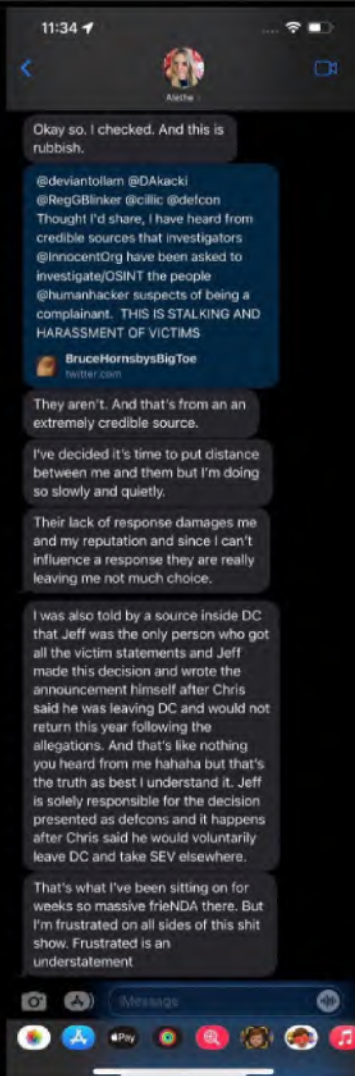 11:34
Alethe
Okay so. I checked. And this is
rubbish.
@deviantollam @DAkacki
@RegGBlinker @cillic @defcon
Thought I'd share, I have heard from
credible sources that investigators
@InnocentOrg have been asked to
investigate/OSINT the people
@humanhacker suspects of being a
complainant. THIS IS STALKING AND
HARASSMENT OF VICTIMS
BruceHornsbysBigToe
twitter.com
They aren't. And that's from an an
extremely credible source.
I've decided it's time to put distance
between me and them but I'm doing
so slowly and quietly.
Their lack of response damages me
and my reputation and since I can't
influence a response they are really
leaving me not much choice.
I was also told by a source inside DC
that Jeff was the only person who got
all the victim statements and Jeff
made this decision and wrote the
announcement himself after Chris
said he was leaving DC and would not
return this year following the
allegations. And that's like nothing
you heard from me hahaha but that's
the truth as best I understand it. Jeff
is solely responsible for the decision
presented as defcons and it happens
after Chris said he would voluntarily
leave DC and take SEV elsewhere.
That's what I've been sitting on for
weeks so massive frieNDA there. But
I'm frustrated on all sides of this shit
show. Frustrated is an
understatement
iMessage
Pay